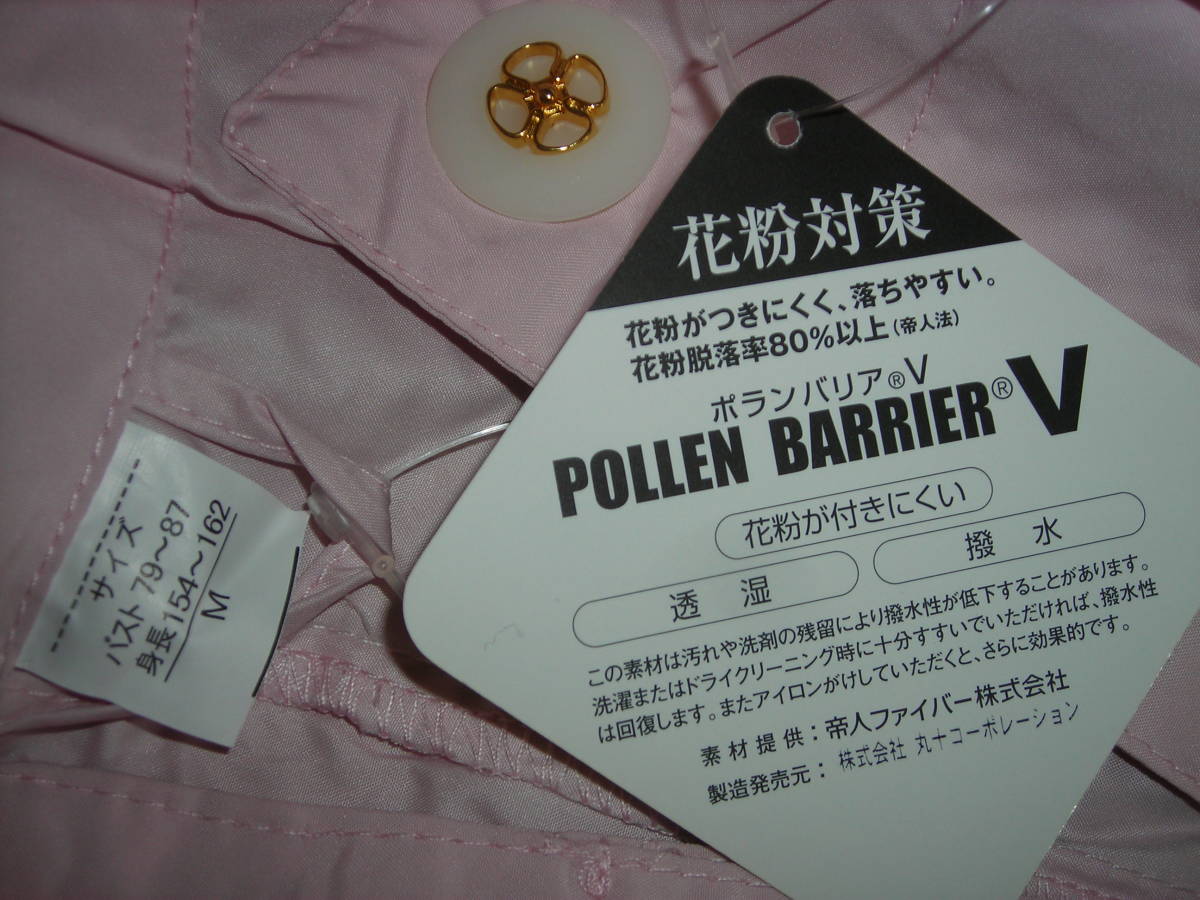 花粉対策
花粉がつきにくく、落ちやすい。
花粉脱落率80%以上(帝人法)
ポランバリア®V
POLLEN BARRIER® V
花粉が付きにくい
透湿
撥水
この素材は汚れや洗剤の残留により撥水性が低下することがあります。
洗濯またはドライクリーニング時に十分すすいでいただければ、撥水性
は回復します。またアイロンがけしていただくと、さらに効果的です。
素材提供:帝人ファイバー株式会社
製造発売元:株式会社 丸十コーポレーション
サイズ
バスト 79〜87
身長 154〜162
M